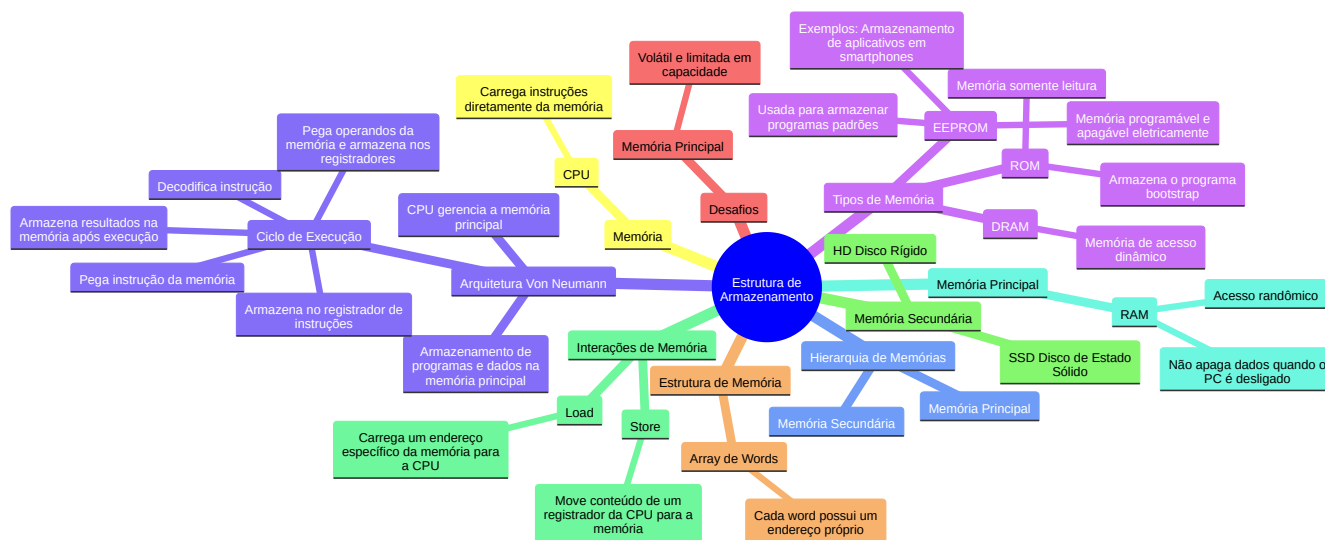 Exemplos: Armazenamento
de aplicativos em
smartphones
Volátil e limitada em
capacidade
Memória somente leitura
Carrega instruções
diretamente da memória
Usada para armazenar
programas padrões
EEPROM
Memória programável e
apagável eletricamente
Pega operandos da
memória e armazena nos
registradores
Memória Principal
ROM
CPU
Armazena o programa
bootstrap
Decodifica instrução
Tipos de Memória
CPU gerencia a memória
principal
Desafios
DRAM
Armazena resultados na
memória após execução
Ciclo de Execução
Memória
HD Disco Rígido
Memória de acesso
dinâmico
Pega instrução da memória
Arquitetura Von Neumann
Estrutura de
Armazenamento
Memória Principal
Acesso randômico
Armazena no registrador de
instruções
Memória Secundária
RAM
Interações de Memória
Hierarquia de Memórias
SSD Disco de Estado
Sólido
Não apaga dados quando o
PC é desligado
Armazenamento de
programas e dados na
memória principal
Estrutura de Memória
Load
Store
Memória Secundária
Memória Principal
Carrega um endereço
específico da memória para
a CPU
Array de Words
Move conteúdo de um
registrador da CPU para a
memória
Cada word possui um
endereço próprio